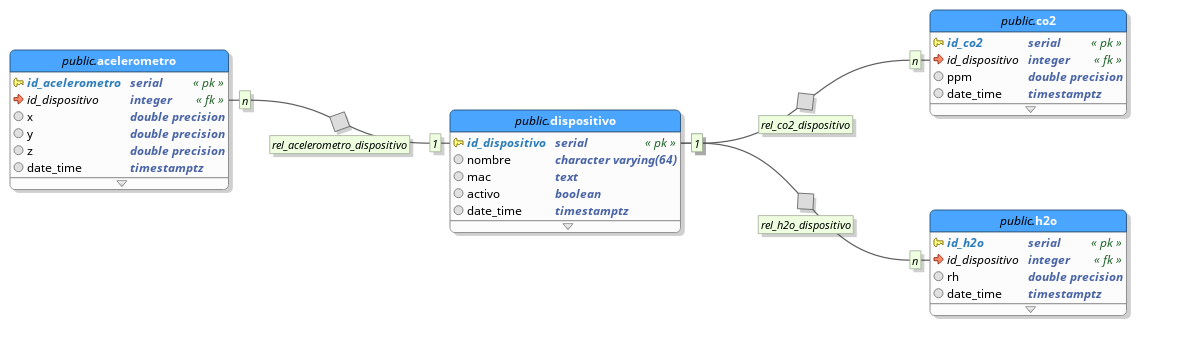 public.acelerometro
id_acelerometro serial « pk »
id_dispositivo integer « fk »
x double precision
y double precision
z double precision
date_time timestamptz
n
rel_acelerometro_dispositivo
1
public.dispositivo
id_dispositivo serial « pk »
nombre character varying(64)
mac text
activo boolean
date_time timestamptz
1
rel_co2_dispositivo
n
public.co2
id_co2 serial « pk »
id_dispositivo integer « fk »
ppm double precision
date_time timestamptz
rel_h2o_dispositivo
n
public.h2o
id_h2o serial « pk »
id_dispositivo integer « fk »
rh double precision
date_time timestamptz